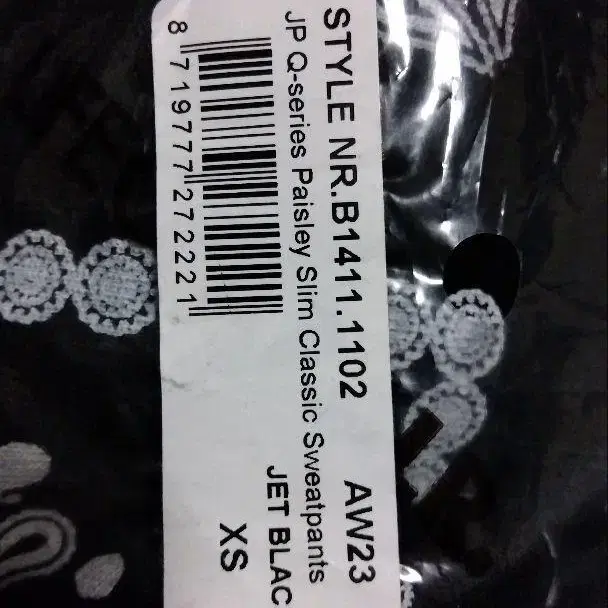 STYLE NR.B1411.1102 AW23
JP Q-series Paisley Slim Classic Sweatpants
JET BLAC
XS
8 719777 272221